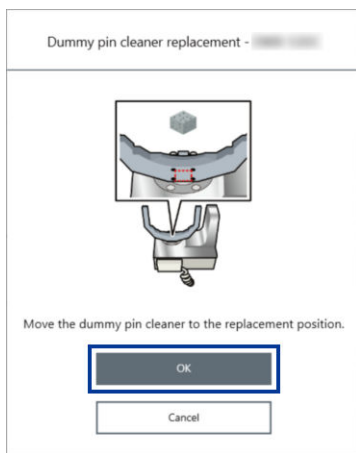 Dummy pin cleaner replacement -
Move the dummy pin cleaner to the replacement position.
OK
Cancel